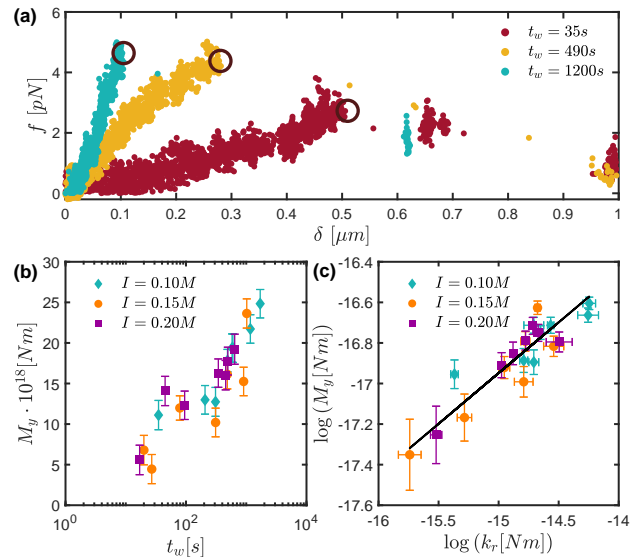 (a)
f [pN]
6
4
2
0
t_w = 35s
t_w = 490s
t_w = 1200s
0 0.1 0.2 0.3 0.4 0.5 0.6 0.7 0.8 0.9 1
δ [μm]
(b)
M_y · 10^18 [Nm]
30
25
20
15
10
5
0
I = 0.10M
I = 0.15M
I = 0.20M
10^0 10^1 10^2 10^3 10^4
t_w[s]
(c)
log (M_y[Nm])
-16.4
-16.6
-16.8
-17
-17.2
-17.4
-17.6
I = 0.10M
I = 0.15M
I = 0.20M
-16 -15.5 -15 -14.5 -14
log (k_r[Nm])